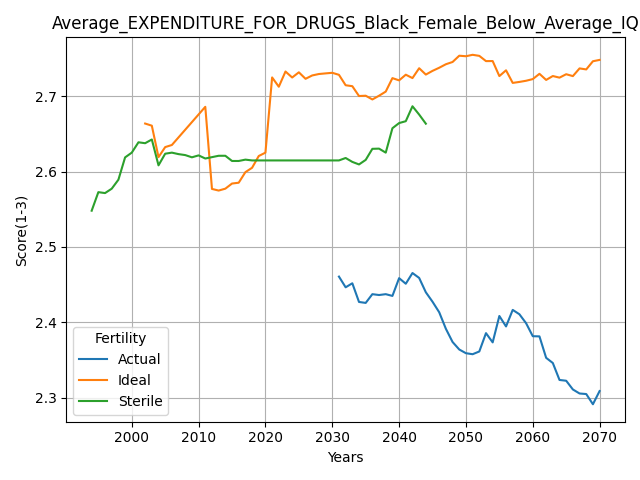 Average_EXPENDITURE_FOR_DRUGS_Black_Female_Below_Average_IQ
Score(1-3)
2.7
2.6
2.5
2.4
2.3
Fertility
Actual
Ideal
Sterile
2000 2010 2020 2030 2040 2050 2060 2070
Years